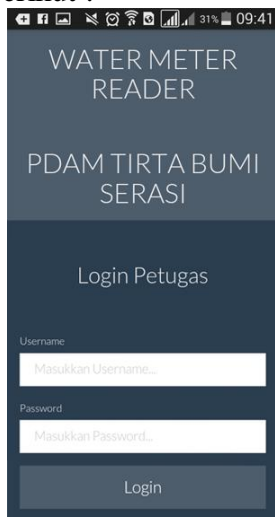 31% 09:41
WATER METER
READER
PDAM TIRTA BUMI
SERASI
Login Petugas
Username
Masukkan Username...
Password
Masukkan Password...
Login